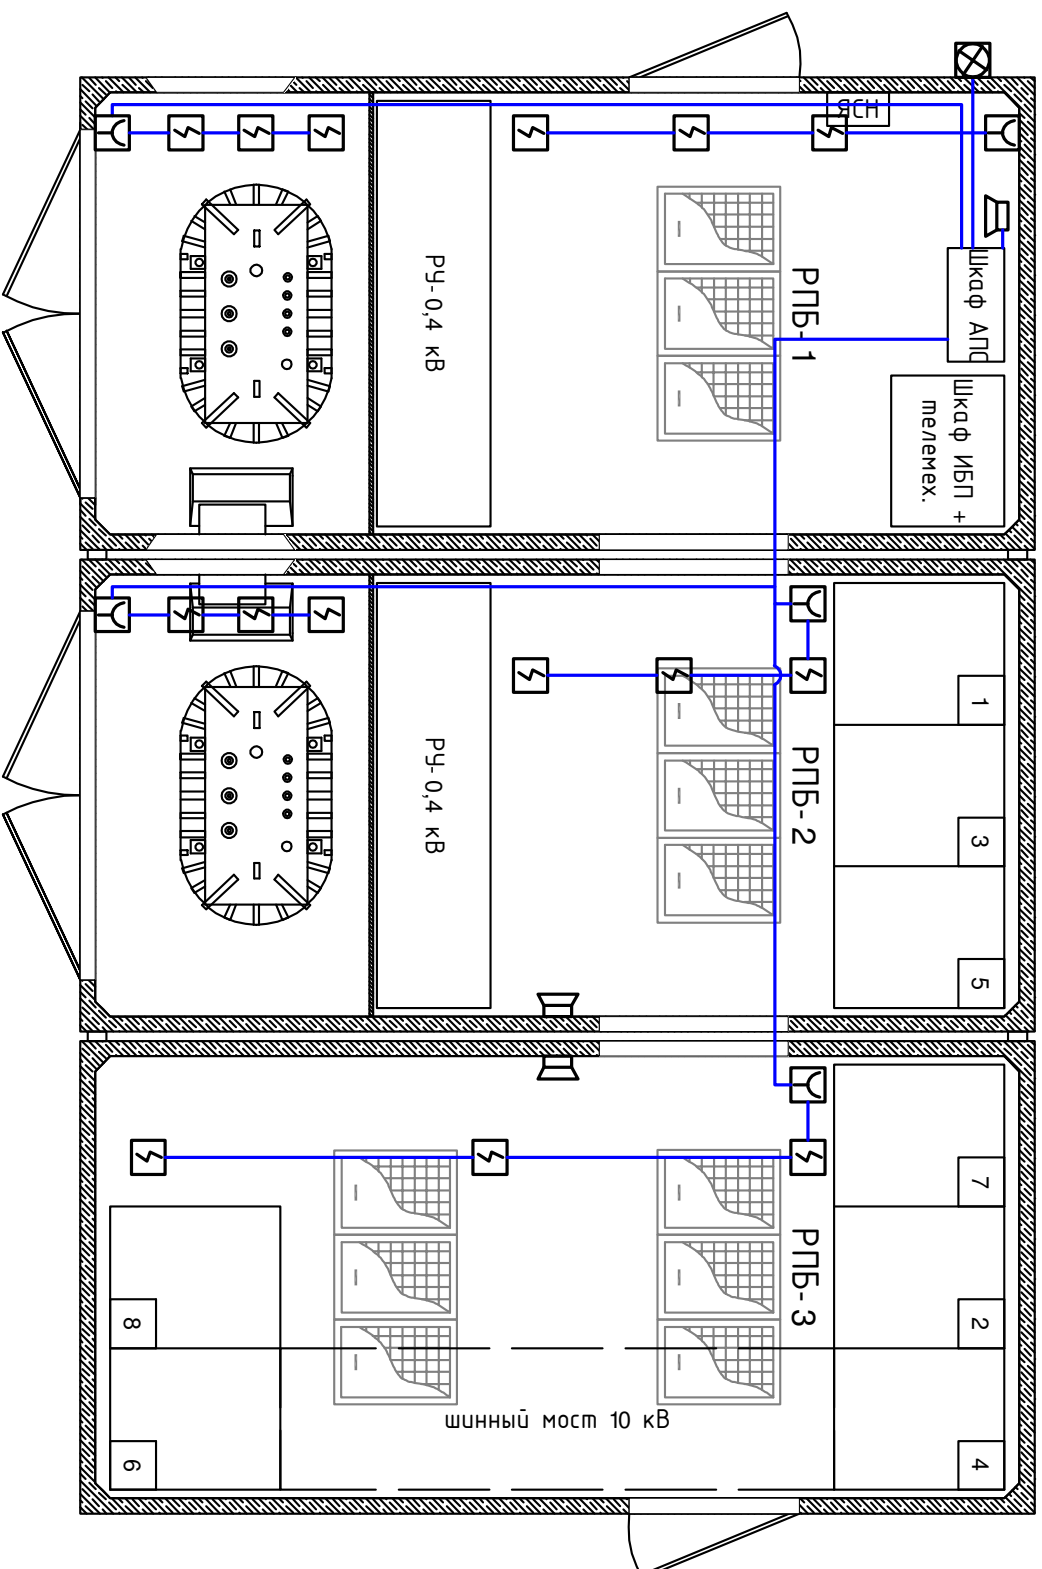 ЯСН
Шкаф АПС
Шкаф ИБП +
телемех.
РПБ-1
РУ-0,4 кВ
1
3
5
РПБ-2
РУ-0,4 кВ
7
2
4
РПБ-3
8
6
шинный мост 10 кВ